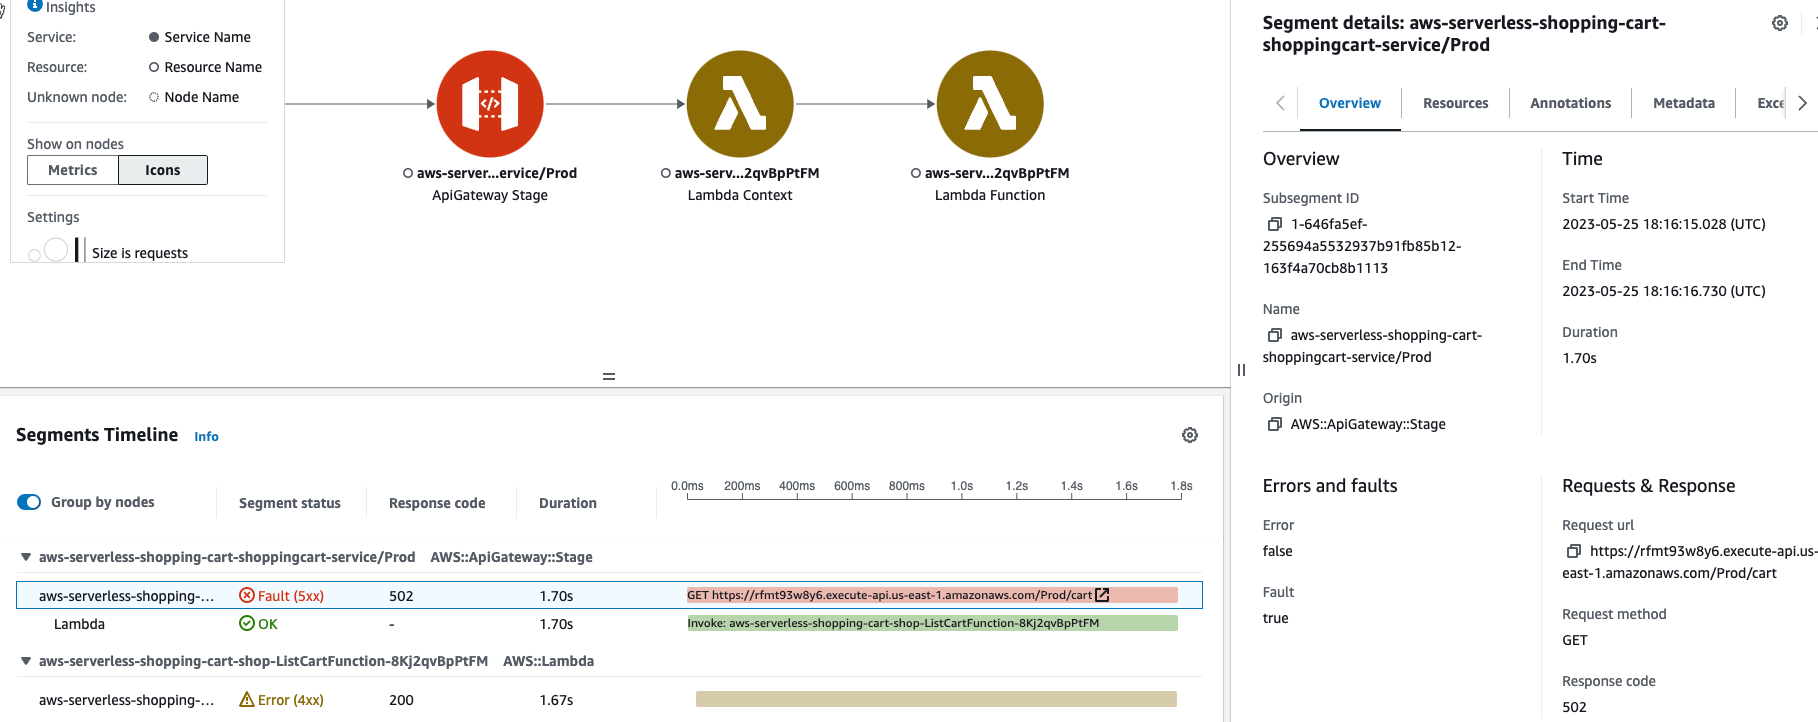 Insights
Service: Service Name
Resource: Resource Name
Unknown node: Node Name
Show on nodes
Metrics Icons
Settings
Size is requests
aws-server...ervice/Prod
ApiGateway Stage
aws-serv...2qvBpPtFM
Lambda Context
aws-serv...2qvBpPtFM
Lambda Function
Segments Timeline Info
Group by nodes Segment status Response code Duration
0.0ms 200ms 400ms 600ms 800ms 1.0s 1.2s 1.4s 1.6s 1.8s
aws-serverless-shopping-cart-shoppingcart-service/Prod AWS::ApiGateway::Stage
aws-serverless-shopping-... Fault (5xx) 502 1.70s GET https://rfmt93w8y6.execute-api.us-east-1.amazonaws.com/Prod/cart
Lambda OK - 1.70s Invoke: aws-serverless-shopping-cart-shop-ListCartFunction-8Kj2qvBpPtFM
aws-serverless-shopping-cart-shop-ListCartFunction-8Kj2qvBpPtFM AWS::Lambda
aws-serverless-shopping-... Error (4xx) 200 1.67s
Segment details: aws-serverless-shopping-cart-
shoppingcart-service/Prod
Overview Resources Annotations Metadata Exce
Overview
Subsegment ID
1-646fa5ef-
255694a5532937b91fb85b12-
163f4a70cb8b1113
Name
aws-serverless-shopping-cart-
shoppingcart-service/Prod
Origin
AWS::ApiGateway::Stage
Time
Start Time
2023-05-25 18:16:15.028 (UTC)
End Time
2023-05-25 18:16:16.730 (UTC)
Duration
1.70s
Errors and faults
Error
false
Fault
true
Requests & Response
Request url
https://rfmt93w8y6.execute-api.us-
east-1.amazonaws.com/Prod/cart
Request method
GET
Response code
502